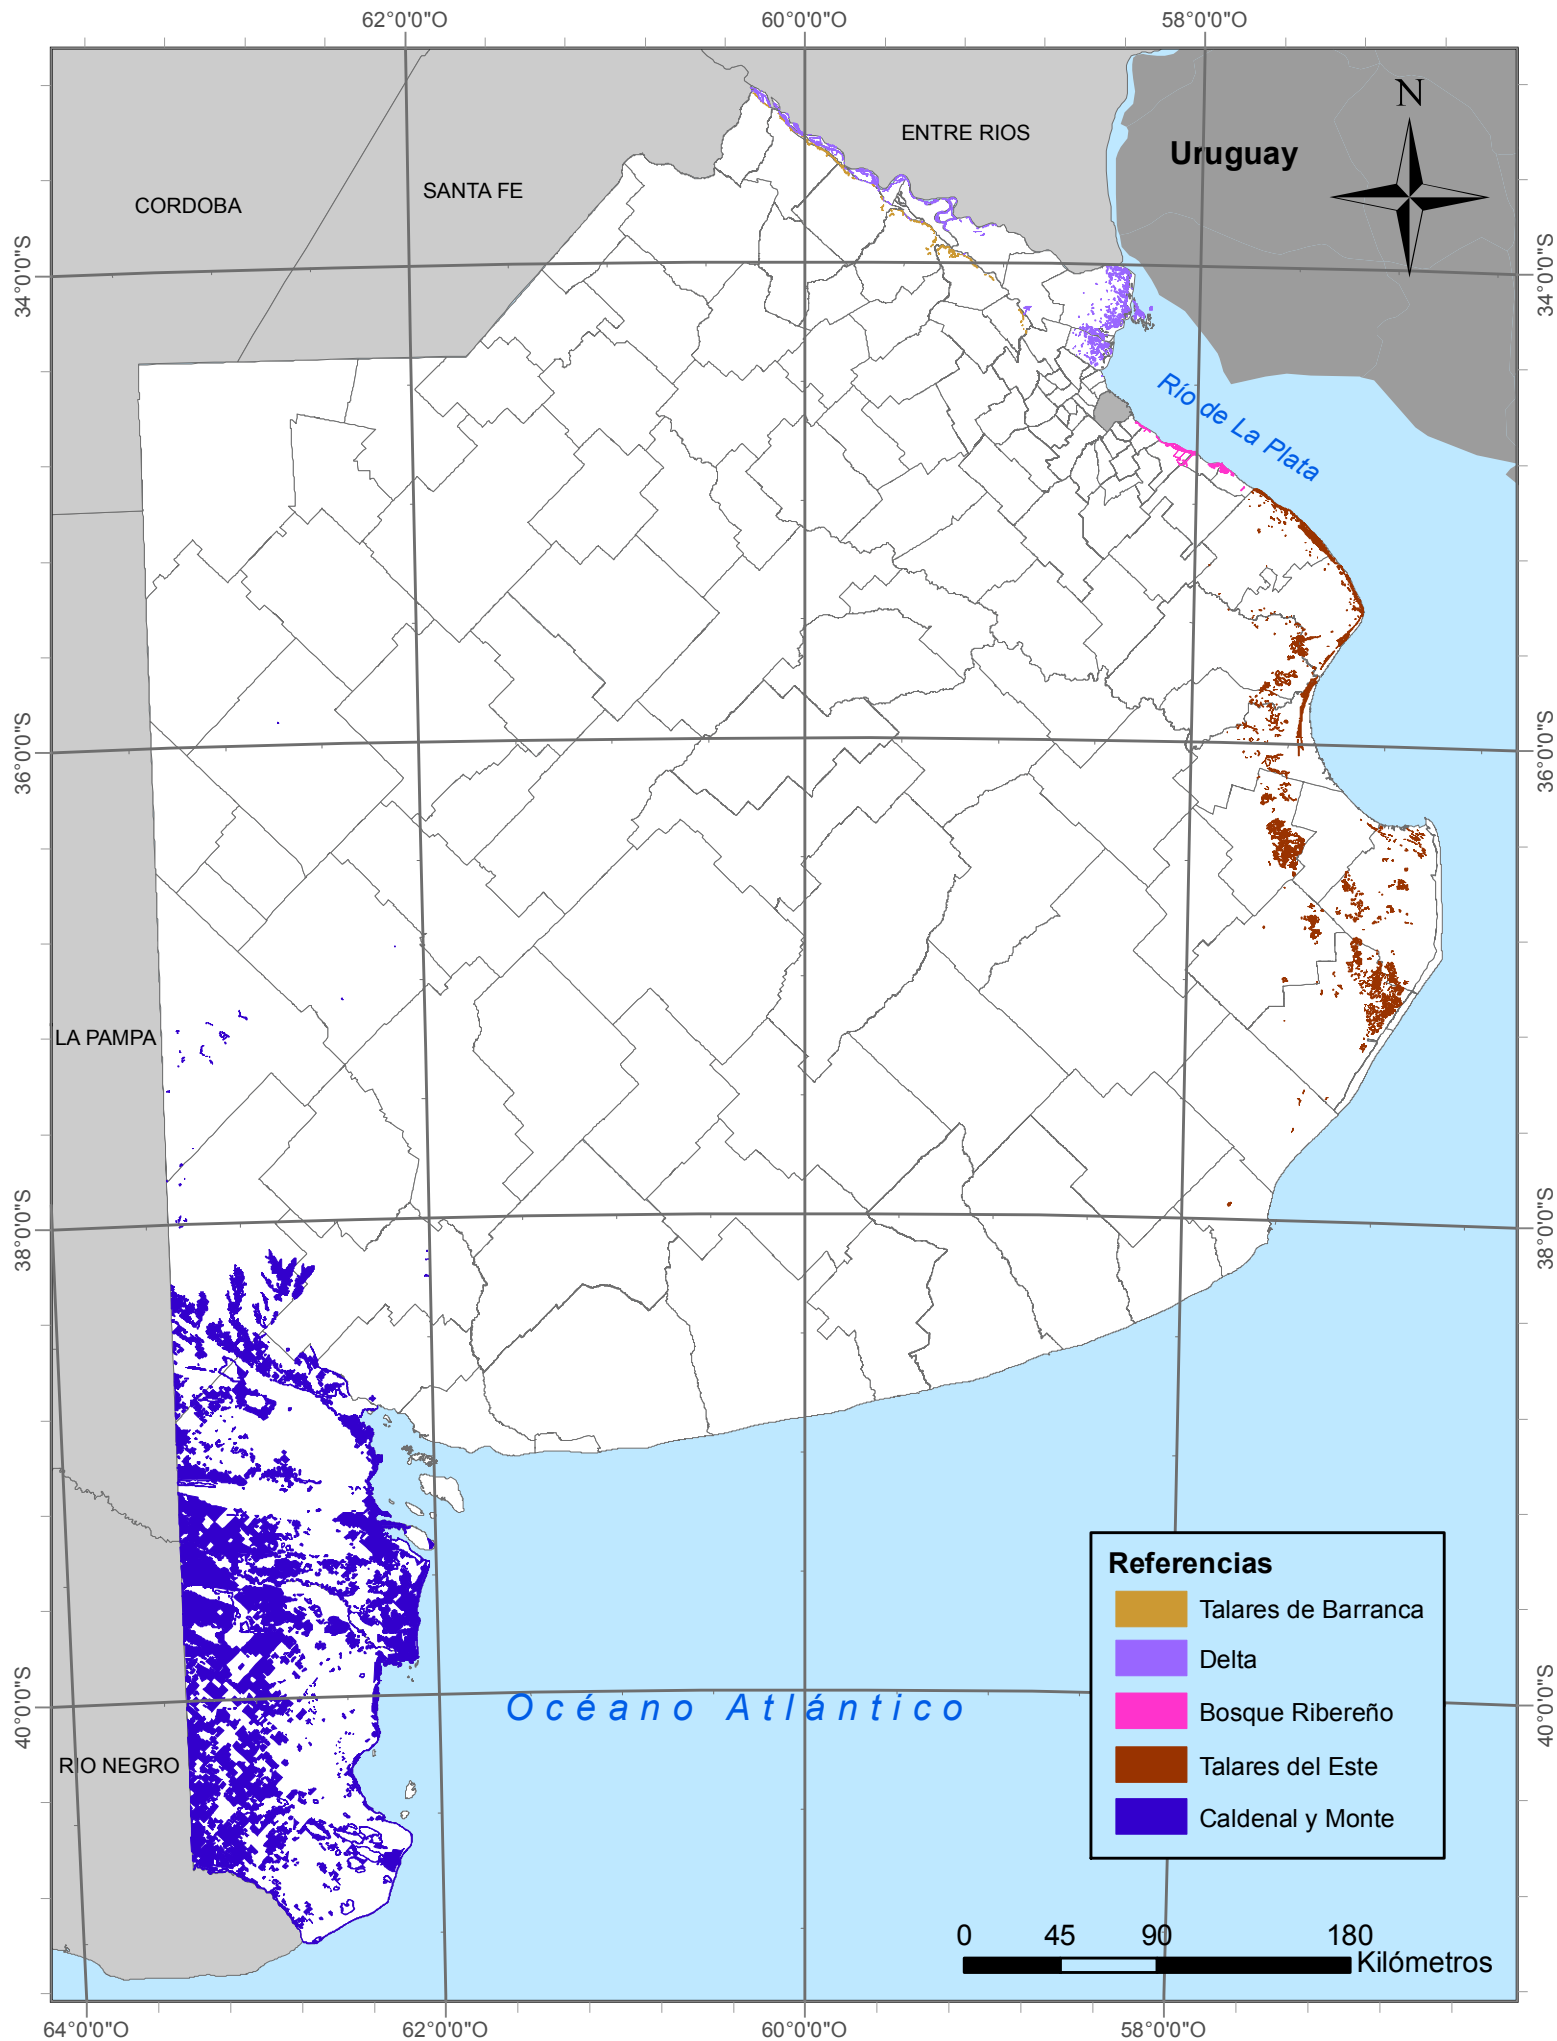 62°0'0"O
60°0'0"O
58°0'0"O
N
ENTRE RIOS
Uruguay
SANTA FE
CORDOBA
34°0'0"S
34°0'0"S
Río de La Plata
36°0'0"S
36°0'0"S
LA PAMPA
38°0'0"S
38°0'0"S
Referencias
Talares de Barranca
Delta
Bosque Ribereño
Talares del Este
Caldenal y Monte
Océano Atlántico
40°0'0"S
40°0'0"S
RIO NEGRO
0 45 90 180
Kilómetros
64°0'0"O
62°0'0"O
60°0'0"O
58°0'0"O